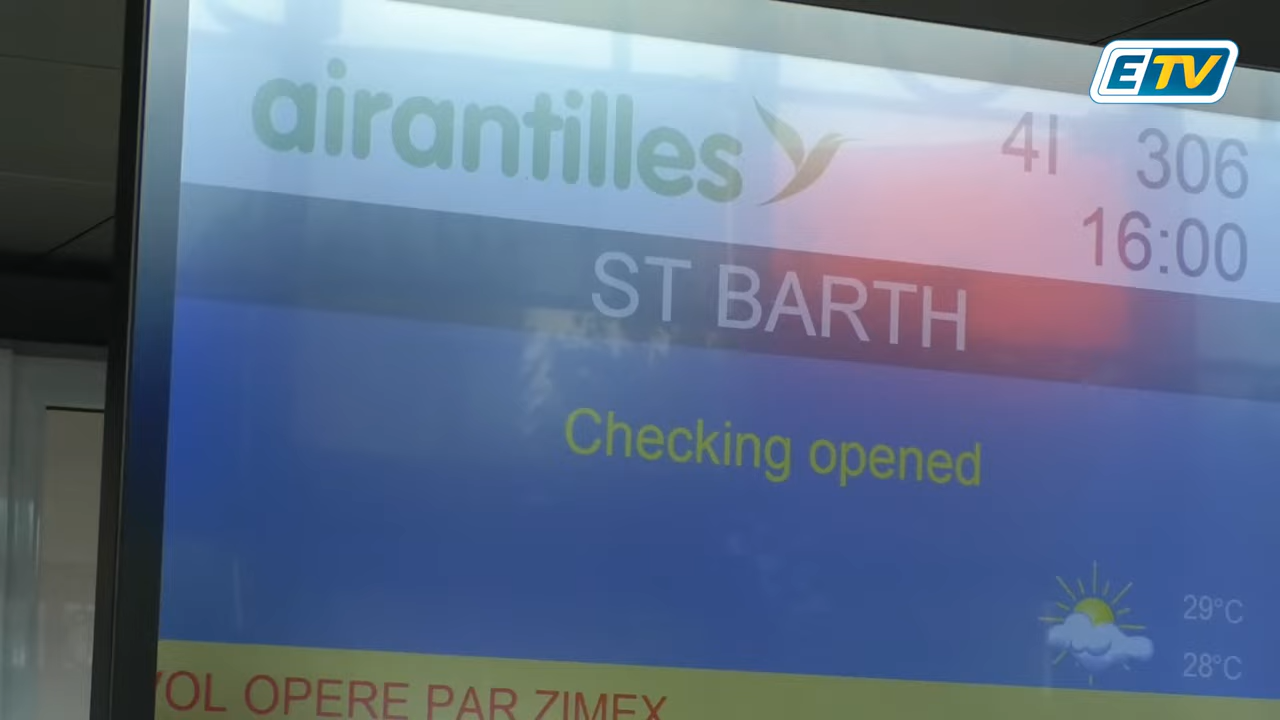 ETV
airantilles
4I 306
16:00
ST BARTH
Checking opened
29°C
28°C
VOL OPERE PAR ZIMEX